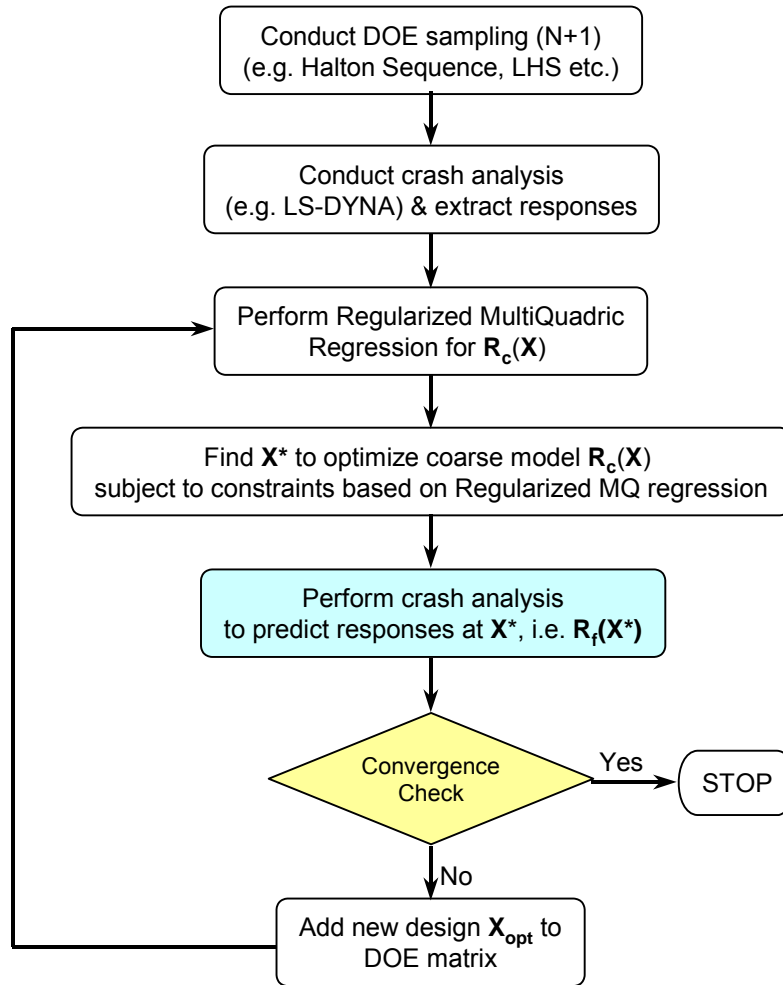 Conduct DOE sampling (N+1)
(e.g. Halton Sequence, LHS etc.)
Conduct crash analysis
(e.g. LS-DYNA) & extract responses
Perform Regularized MultiQuadric
Regression for Rc(X)
Find X* to optimize coarse model Rc(X)
subject to constraints based on Regularized MQ regression
Perform crash analysis
to predict responses at X*, i.e. Rf(X*)
Convergence
Check
Yes
STOP
No
Add new design Xopt to
DOE matrix